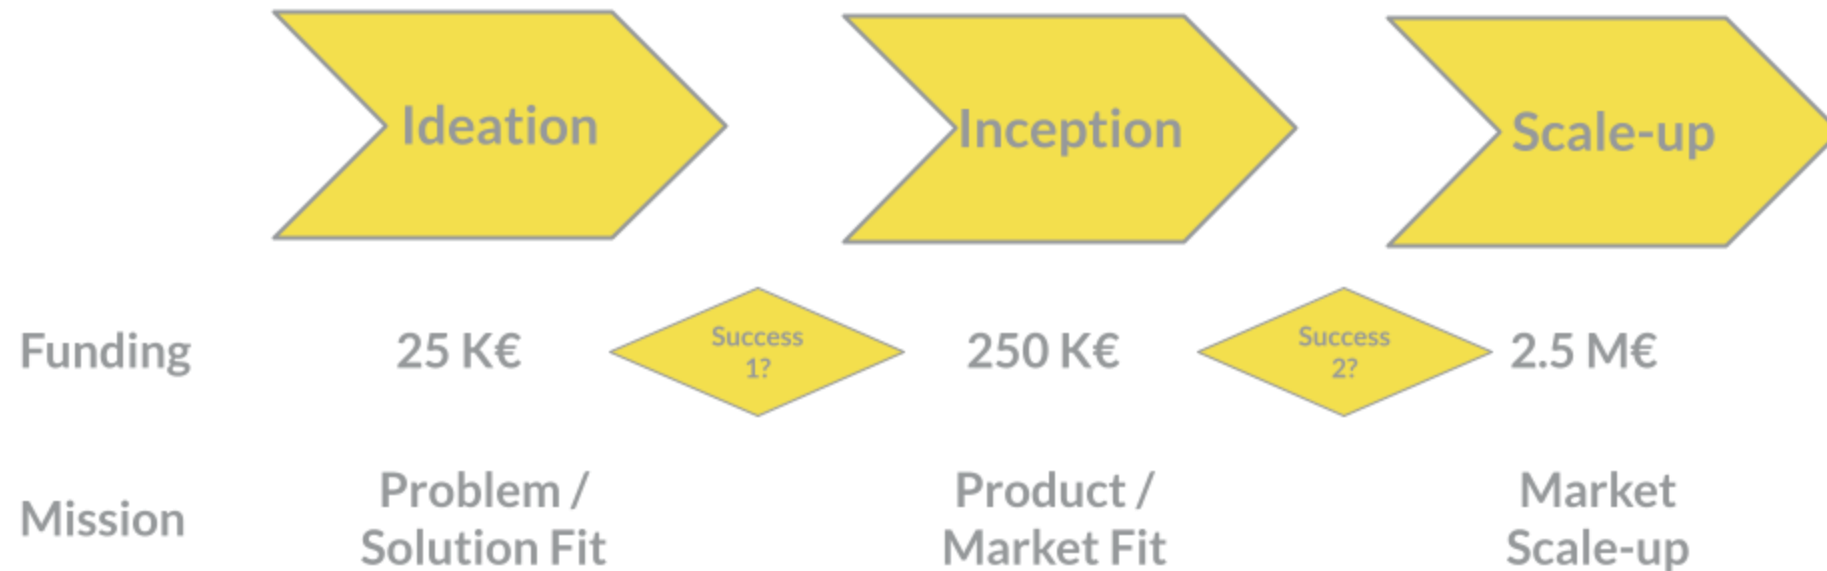 Ideation
Inception
Scale-up
Funding
25 K€
Success
1?
250 K€
Success
2?
2.5 M€
Mission
Problem /
Solution Fit
Product /
Market Fit
Market
Scale-up